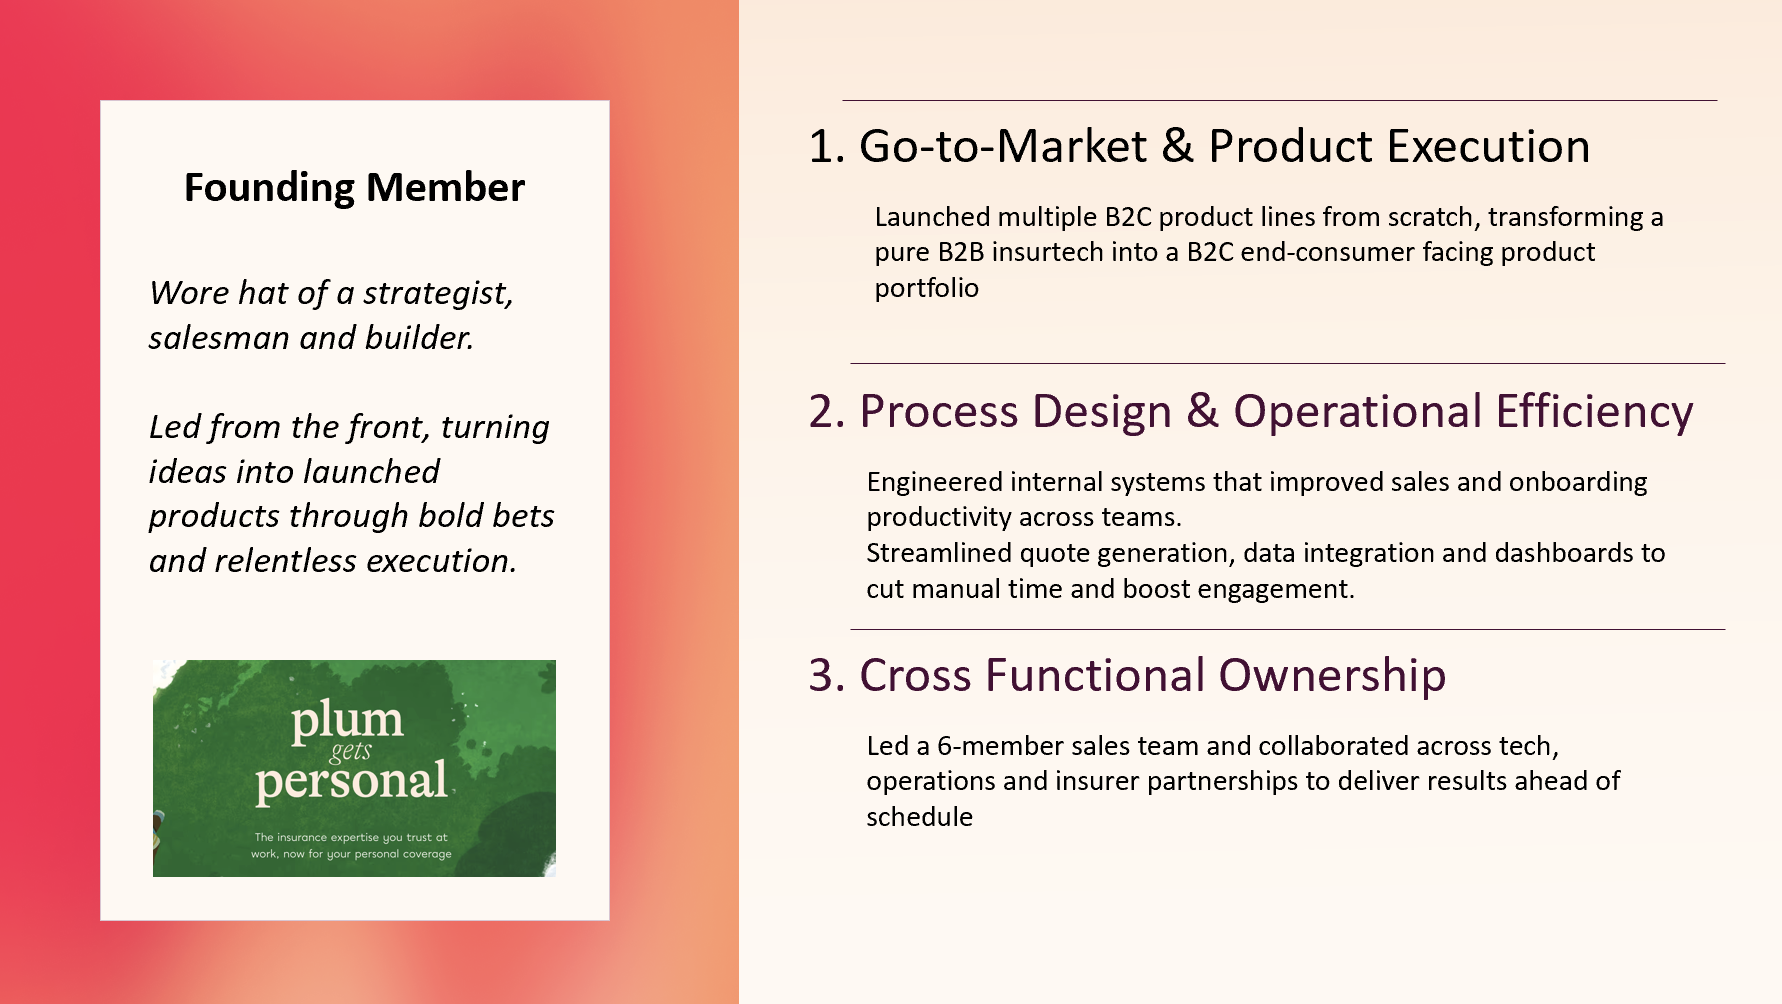 Founding Member
Wore hat of a strategist,
salesman and builder.
Led from the front, turning
ideas into launched
products through bold bets
and relentless execution.
plum
gets
personal
The insurance expertise you trust at
work, now for your personal coverage
1. Go-to-Market & Product Execution
Launched multiple B2C product lines from scratch, transforming a
pure B2B insurtech into a B2C end-consumer facing product
portfolio
2. Process Design & Operational Efficiency
Engineered internal systems that improved sales and onboarding
productivity across teams.
Streamlined quote generation, data integration and dashboards to
cut manual time and boost engagement.
3. Cross Functional Ownership
Led a 6-member sales team and collaborated across tech,
operations and insurer partnerships to deliver results ahead of
schedule